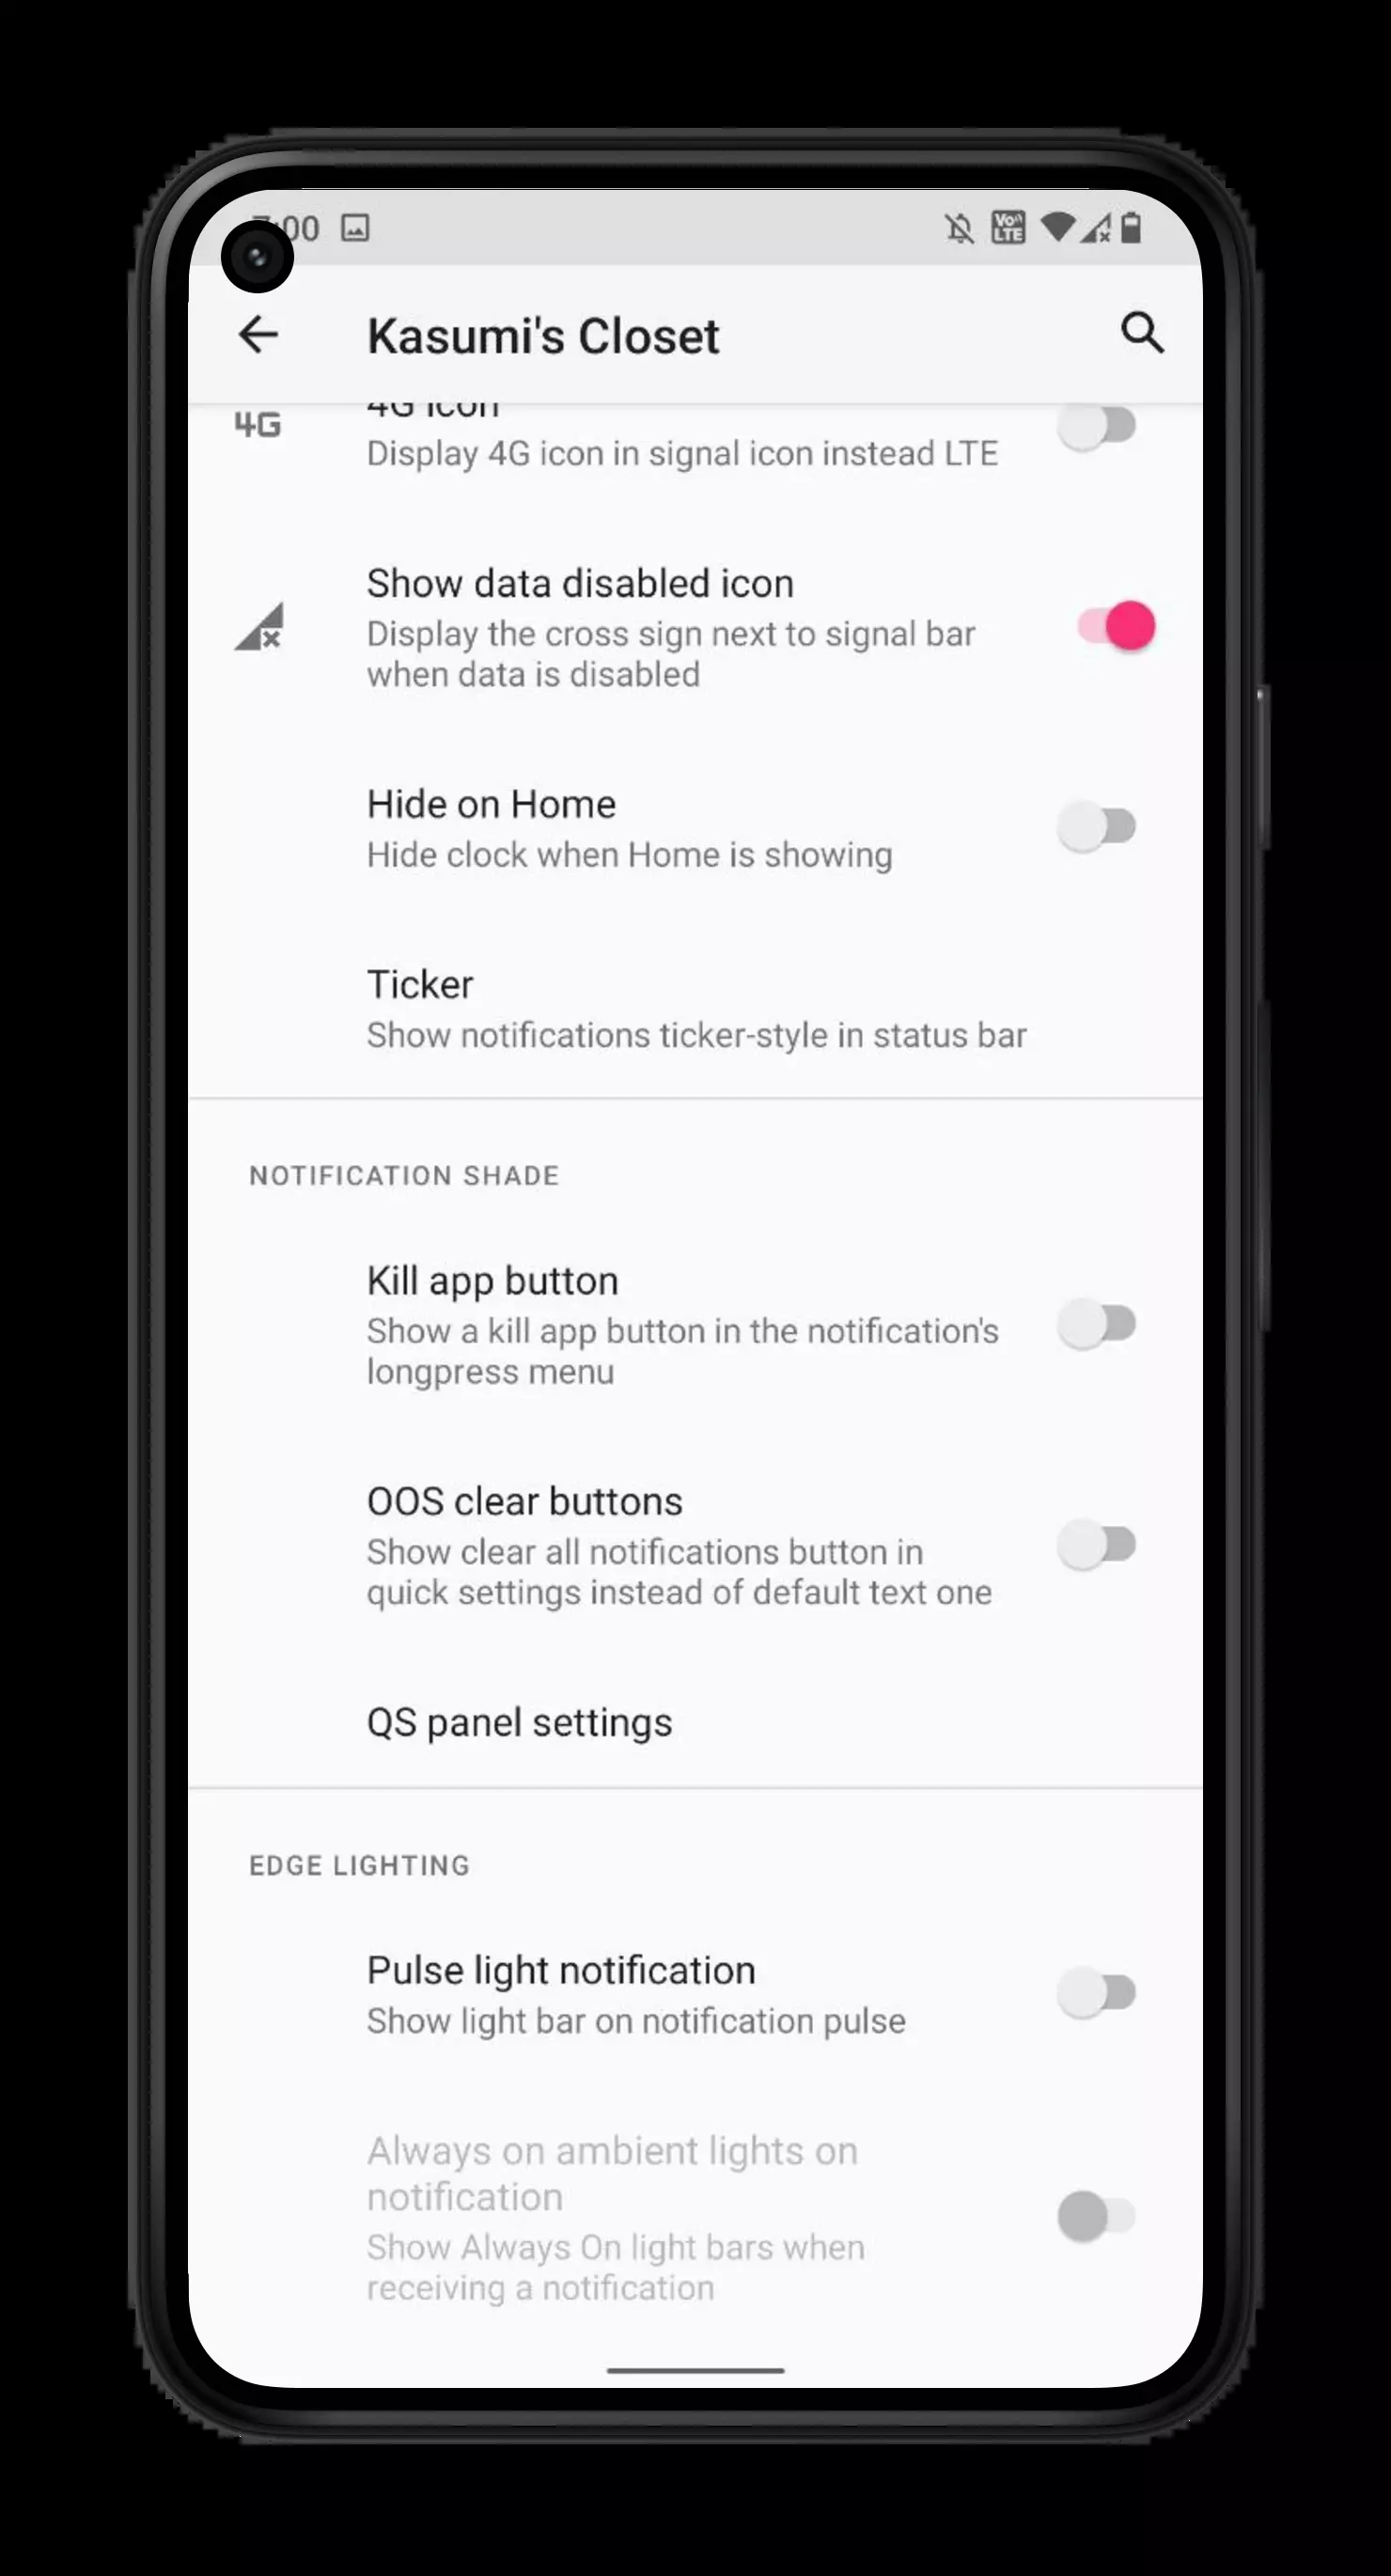 :00
Vo))
LTE
Kasumi's Closet
4G
4G icon
Display 4G icon in signal icon instead LTE
Show data disabled icon
Display the cross sign next to signal bar
when data is disabled
Hide on Home
Hide clock when Home is showing
Ticker
Show notifications ticker-style in status bar
NOTIFICATION SHADE
Kill app button
Show a kill app button in the notification's
longpress menu
OOS clear buttons
Show clear all notifications button in
quick settings instead of default text one
QS panel settings
EDGE LIGHTING
Pulse light notification
Show light bar on notification pulse
Always on ambient lights on
notification
Show Always On light bars when
receiving a notification